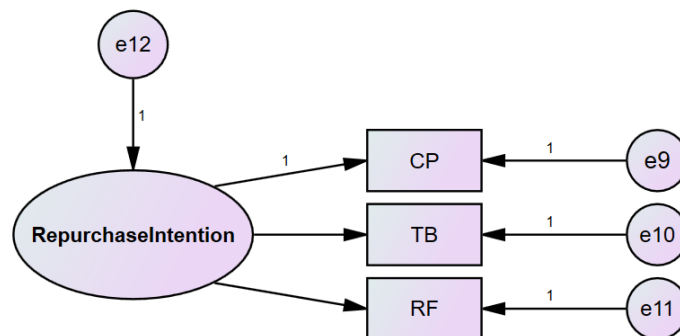 e12
1
1
CP
1
e9
RepurchaseIntention
TB
1
e10
RF
1
e11